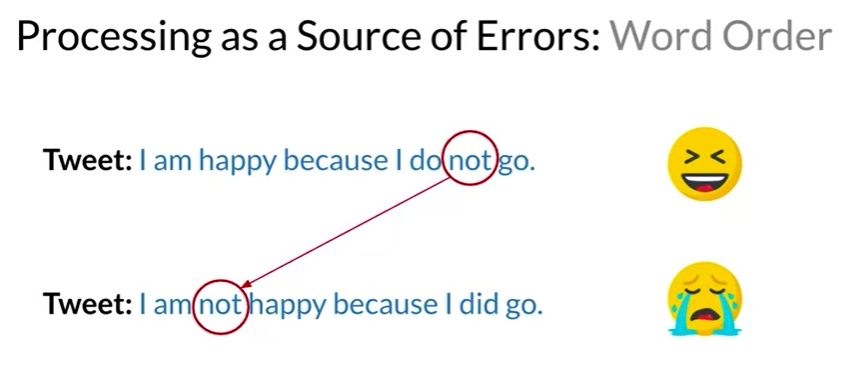 Processing as a Source of Errors: Word Order
Tweet: I am happy because I do not go.
Tweet: I am not happy because I did go.